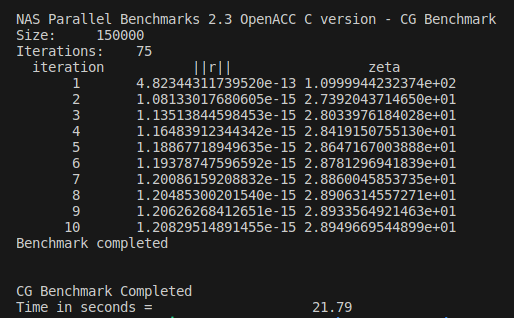 NAS Parallel Benchmarks 2.3 OpenACC C version - CG Benchmark
Size: 150000
Iterations: 75
iteration ||r|| zeta
1 4.82344311739520e-13 1.0999944232374e+02
2 1.08133017680605e-15 2.7392043714650e+01
3 1.13513844598453e-15 2.8033976184028e+01
4 1.16483912344342e-15 2.8419150755130e+01
5 1.18867718949635e-15 2.8647167003888e+01
6 1.19378747596592e-15 2.8781296941839e+01
7 1.20086159208832e-15 2.8860045853735e+01
8 1.20485300201540e-15 2.8906314557271e+01
9 1.20626268412651e-15 2.8933564921463e+01
10 1.20829514891455e-15 2.8949669544899e+01
Benchmark completed
CG Benchmark Completed
Time in seconds = 21.79